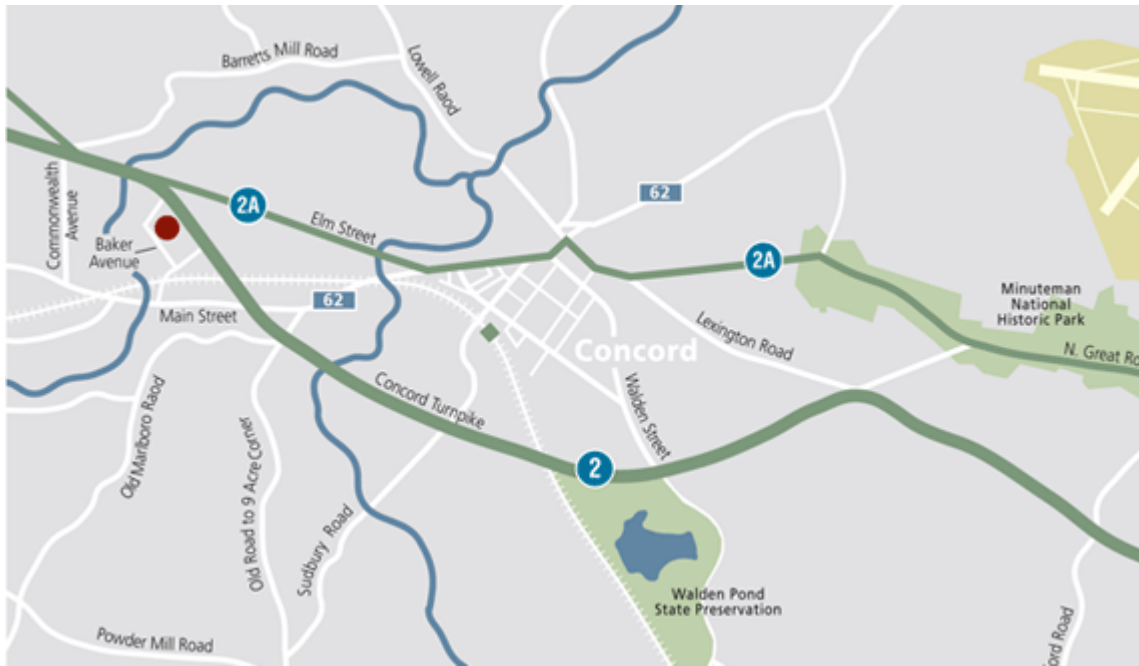 Barretts Mill Road
Lowell Raod
Commonwealth
Avenue
2A
Elm Street
62
Baker
Avenue
2A
Minuteman
National
Historic Park
62
Main Street
Lexington Road
N. Great
Concord
Concord Turnpike
Walden Street
Old Marlboro Raod
Old Road to 9 Acre Corner
2
Sudbury Road
Walden Pond
State Preservation
Powder Mill Road
Road